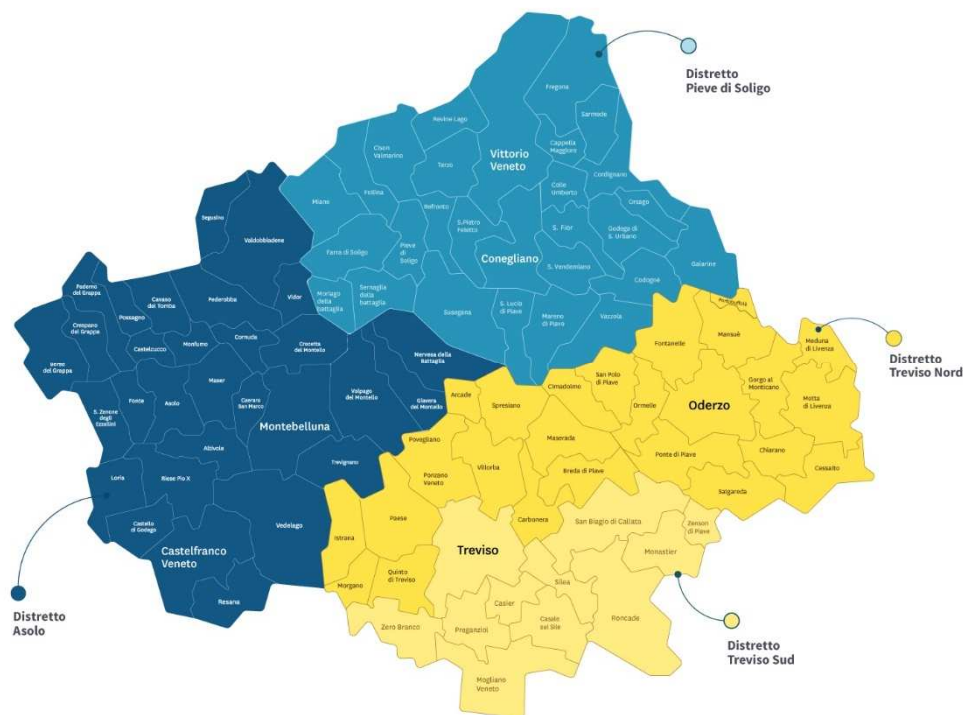 Distretto
Pieve di Soligo
Fregona
Sarmede
Revine Lago
Cison
Valmarino
Tarzo
Vittorio
Veneto
Cappella
Maggiore
Cordignano
Colle
Umberto
Orsago
Miane
Follina
Refronto
S.Pietro
Feletto
S. Fior
Godega di
S. Urbano
Farra di Soligo
Pieve
di
Soligo
Conegliano
S. Vendemiano
Codognè
Gaiarine
Moriago
della
battaglia
Sernaglia
della
battaglia
Susegana
S. Lucia
di Piave
Mareno
di Piave
Vazzola
Segusino
Valdobbiadene
Vidor
Paderno
del Grappa
Cavaso
del Tomba
Pederobba
Possagno
Crespano
del Grappa
Castelcucco
Monfumo
Cornuda
Crocetta
del Montello
Nervesa della
Battaglia
del Grappa
Maser
S. Zenone
degli
Ezzelini
Fonte
Asolo
Caerano
San Marco
Volpago
del Montello
Giavera
del Montello
Montebelluna
Altivole
Trevignano
Loria
Riese Pio X
Castello
di Godego
Vedelago
Castelfranco
Veneto
Resana
Distretto
Asolo
Fontanelle
Mansuè
Meduna
di Livenza
Distretto
Treviso Nord
Arcade
Spresiano
Cimadolmo
San Polo
di Piave
Ormelle
Oderzo
Gorgo al
Monticano
Motta
di Livenza
Povegliano
Maserada
Ponte di Piave
Chiarano
Cessalto
Ponzano
Veneto
Villorba
Breda di Piave
Salgareda
Istrana
Paese
Carbonera
Morgano
Quinto
di Treviso
Treviso
San Biagio di Callata
Zenson
di Piave
Monastier
Silea
Casier
Zero Branco
Preganziol
Casale
sul Sile
Roncade
Mogliano
Veneto
Distretto
Treviso Sud